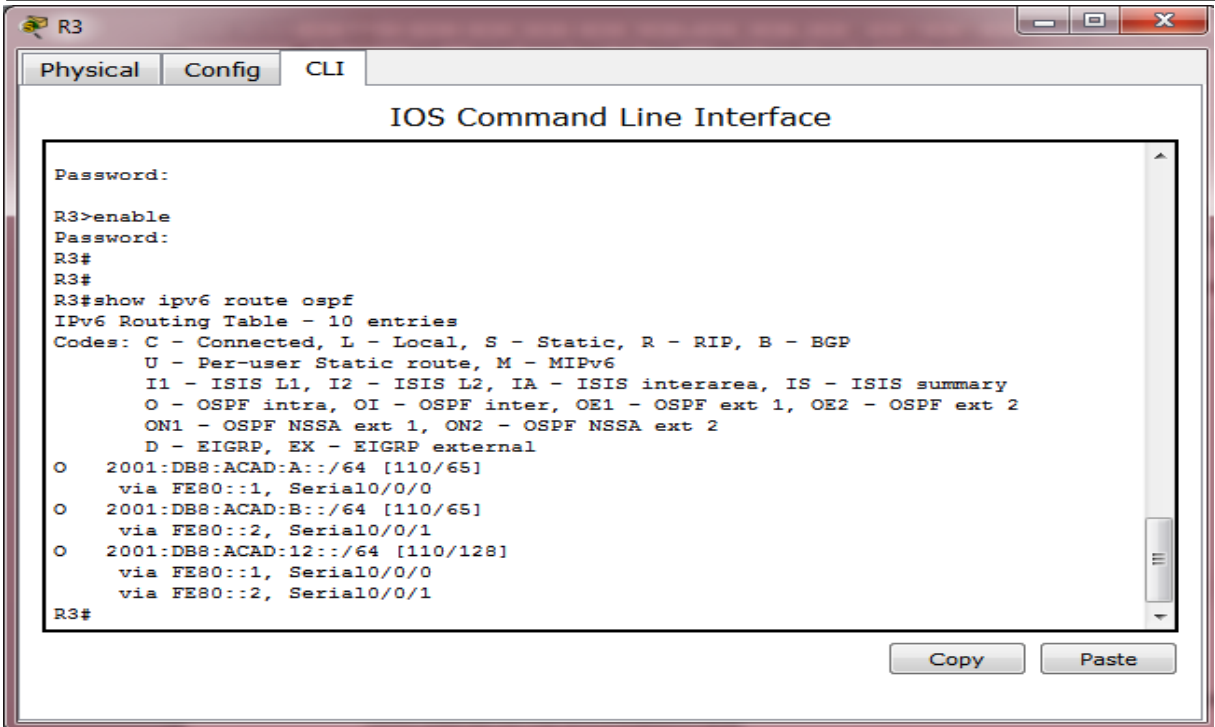 R3
Physical Config CLI
IOS Command Line Interface
Password:
R3>enable
Password:
R3#
R3#
R3#show ipv6 route ospf
IPv6 Routing Table - 10 entries
Codes: C - Connected, L - Local, S - Static, R - RIP, B - BGP
U - Per-user Static route, M - MIPv6
I1 - ISIS L1, I2 - ISIS L2, IA - ISIS interarea, IS - ISIS summary
O - OSPF intra, OI - OSPF inter, OE1 - OSPF ext 1, OE2 - OSPF ext 2
ON1 - OSPF NSSA ext 1, ON2 - OSPF NSSA ext 2
D - EIGRP, EX - EIGRP external
O 2001:DB8:ACAD:A::/64 [110/65]
via FE80::1, Serial0/0/0
O 2001:DB8:ACAD:B::/64 [110/65]
via FE80::2, Serial0/0/1
O 2001:DB8:ACAD:12::/64 [110/128]
via FE80::1, Serial0/0/0
via FE80::2, Serial0/0/1
R3#
Copy Paste